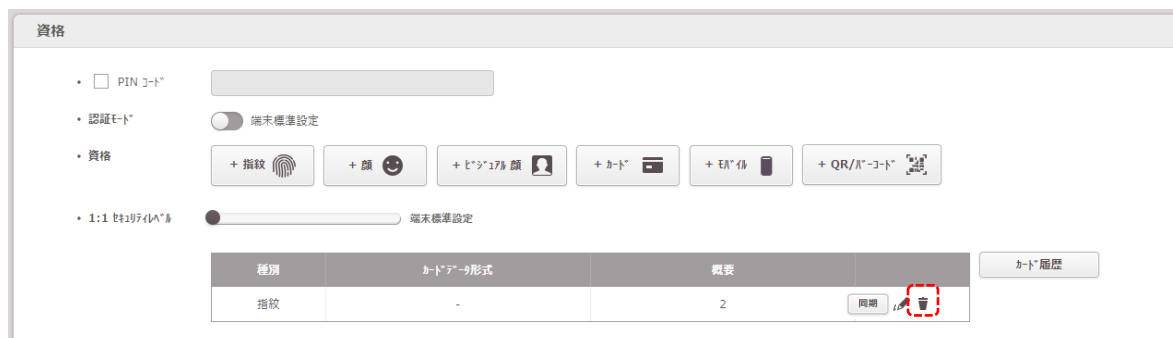 資格
• PIN ｺｰﾄﾞ
• 認証ﾓｰﾄﾞ 端末標準設定
• 資格 + 指紋 + 顔 + ﾋﾞｼﾞｭｱﾙ 顔 + ｶｰﾄﾞ + ﾓﾊﾞｲﾙ + QR/ﾊﾞｰｺｰﾄﾞ
• 1:1 ｾｷｭﾘﾃｨﾚﾍﾞﾙ 端末標準設定
種別 ｶｰﾄﾞﾃﾞｰﾀ形式 概要 ｶｰﾄﾞ履歴
指紋 - 2 同期